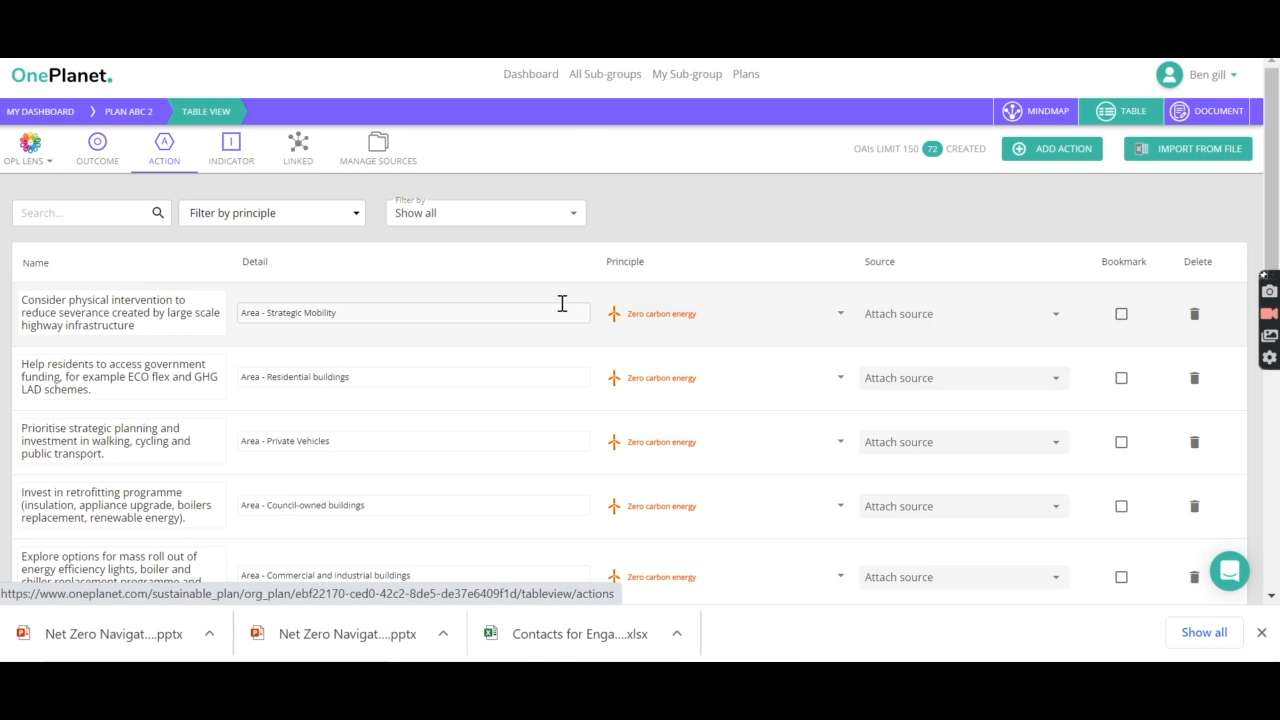 OnePlanet.
Dashboard All Sub-groups My Sub-group Plans
Ben gill
MY DASHBOARD PLAN ABC 2 TABLE VIEW
MINDMAP TABLE DOCUMENT
OPL LENS OUTCOME ACTION INDICATOR LINKED MANAGE SOURCES
A
I
OAIs LIMIT 150 72 CREATED
ADD ACTION
IMPORT FROM FILE
Search...
Filter by principle
Filter by
Show all
Name Detail Principle Source Bookmark Delete
Consider physical intervention to
reduce severance created by large scale
highway infrastructure
Area - Strategic Mobility
Zero carbon energy
Attach source
Help residents to access government
funding, for example ECO flex and GHG
LAD schemes.
Area - Residential buildings
Zero carbon energy
Attach source
Prioritise strategic planning and
investment in walking, cycling and
public transport.
Area - Private Vehicles
Zero carbon energy
Attach source
Invest in retrofitting programme
(insulation, appliance upgrade, boilers
replacement, renewable energy).
Area - Council-owned buildings
Zero carbon energy
Attach source
Explore options for mass roll out of
energy efficiency lights, boiler and
chiller replacement programme and
Area - Commercial and industrial buildings
Zero carbon energy
Attach source
https://www.oneplanet.com/sustainable_plan/org_plan/ebf22170-ced0-42c2-8de5-de37e6409f1d/tableview/actions
Net Zero Navigat....pptx
Net Zero Navigat....pptx
Contacts for Enga....xlsx
Show all